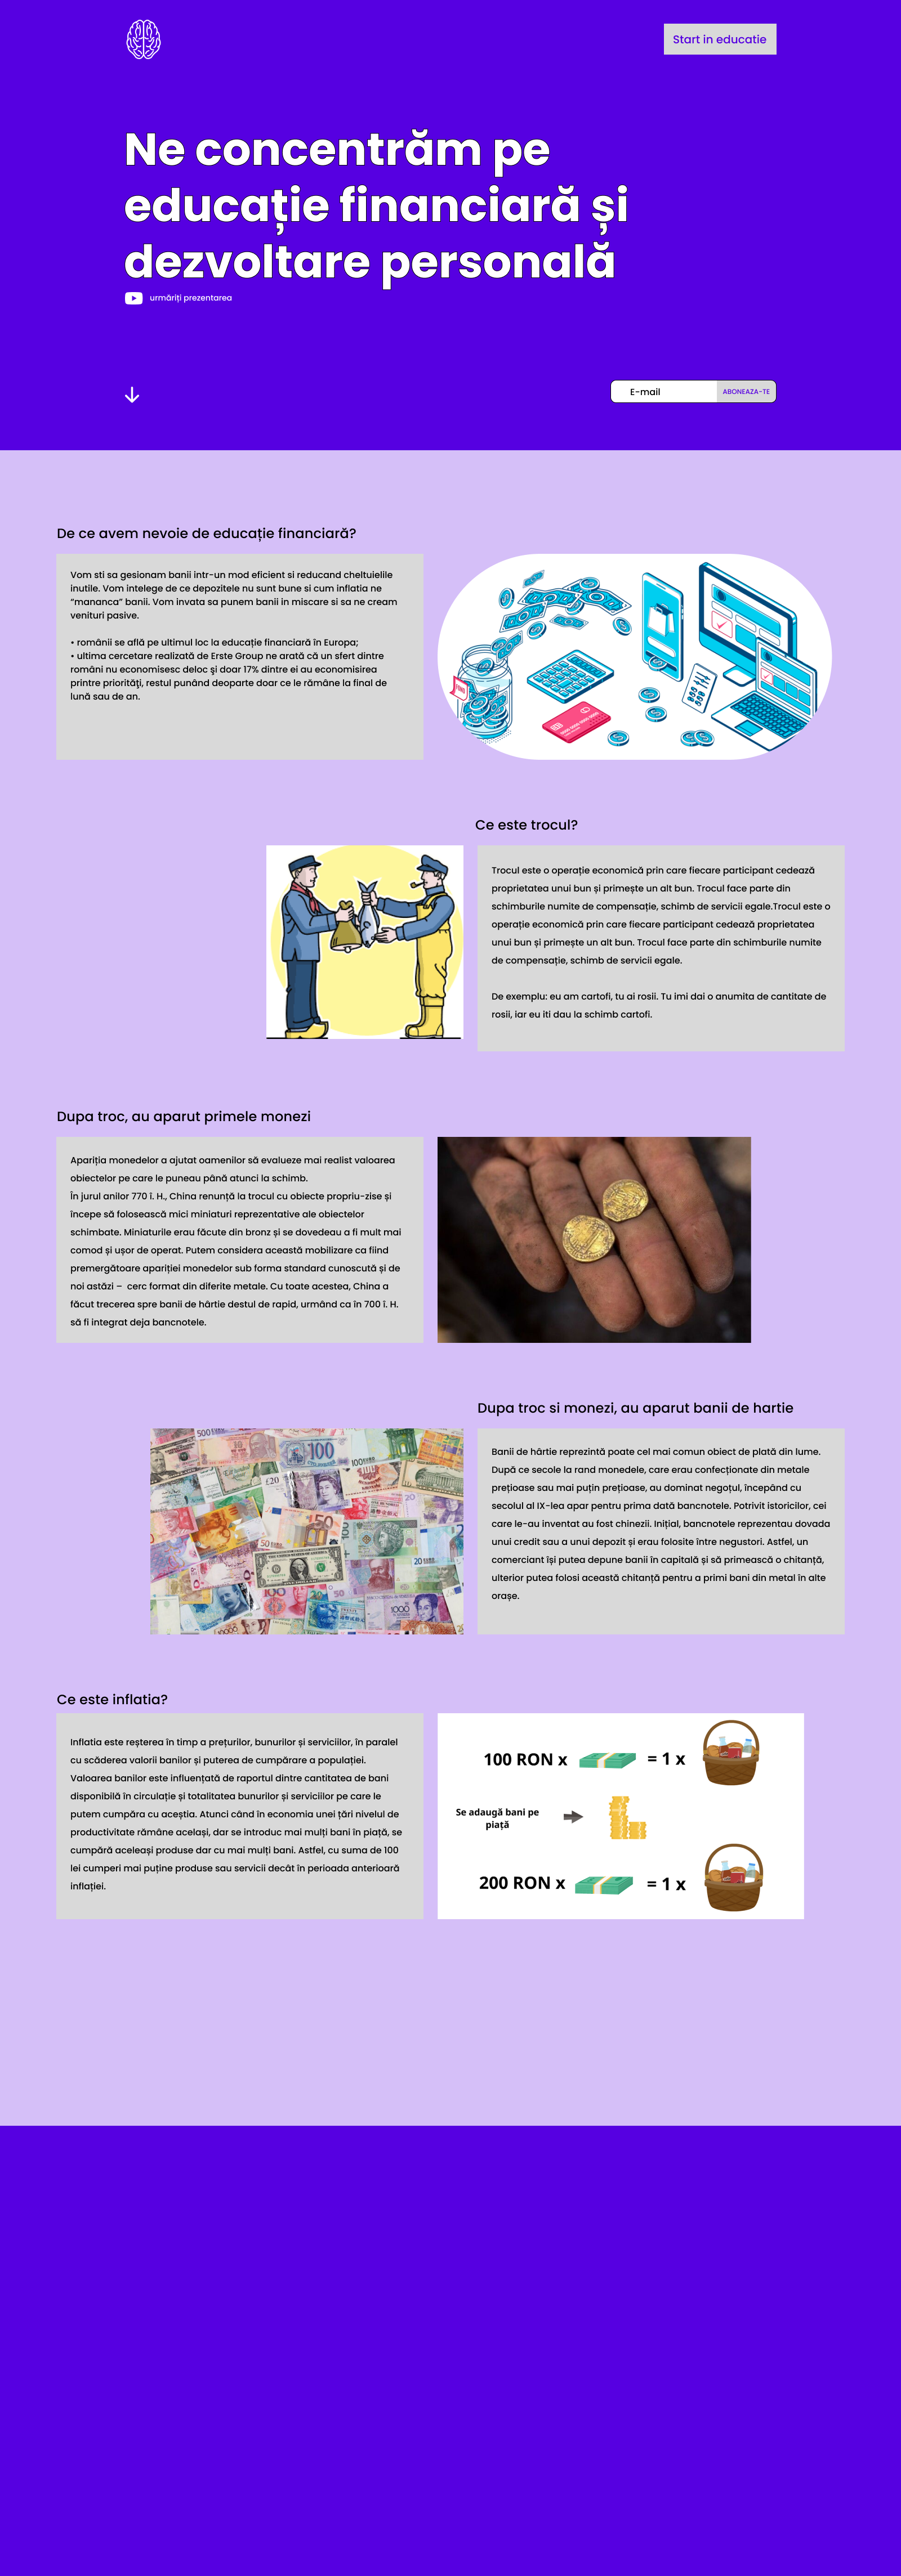 Start in educatie
Ne concentrăm pe
educație financiară și
dezvoltare personală
urmăriți prezentarea
E-mail
ABONEAZA-TE
De ce avem nevoie de educație financiară?
Vom sti sa gesionam banii intr-un mod eficient si reducand cheltuielile
inutile. Vom intelege de ce depozitele nu sunt bune si cum inflatia ne
“mananca” banii. Vom invata sa punem banii in miscare si sa ne cream
venituri pasive.
• românii se află pe ultimul loc la educație financiară în Europa;
• ultima cercetare realizată de Erste Group ne arată că un sfert dintre
români nu economisesc deloc şi doar 17% dintre ei au economisirea
printre priorităţi, restul punând deoparte doar ce le rămâne la final de
lună sau de an.
Ce este trocul?
Trocul este o operație economică prin care fiecare participant cedează
proprietatea unui bun și primește un alt bun. Trocul face parte din
schimburile numite de compensație, schimb de servicii egale.Trocul este o
operație economică prin care fiecare participant cedează proprietatea
unui bun și primește un alt bun. Trocul face parte din schimburile numite
de compensație, schimb de servicii egale.
De exemplu: eu am cartofi, tu ai rosii. Tu imi dai o anumita de cantitate de
rosii, iar eu iti dau la schimb cartofi.
Dupa troc, au aparut primele monezi
Apariția monedelor a ajutat oamenilor să evalueze mai realist valoarea
obiectelor pe care le puneau până atunci la schimb.
În jurul anilor 770 î. H., China renunță la trocul cu obiecte propriu-zise și
începe să folosească mici miniaturi reprezentative ale obiectelor
schimbate. Miniaturile erau făcute din bronz și se dovedeau a fi mult mai
comod și ușor de operat. Putem considera această mobilizare ca fiind
premergătoare apariției monedelor sub forma standard cunoscută și de
noi astăzi –  cerc format din diferite metale. Cu toate acestea, China a
făcut trecerea spre banii de hârtie destul de rapid, urmând ca în 700 î. H.
să fi integrat deja bancnotele.
Dupa troc si monezi, au aparut banii de hartie
Banii de hârtie reprezintă poate cel mai comun obiect de plată din lume.
După ce secole la rand monedele, care erau confecționate din metale
prețioase sau mai puțin prețioase, au dominat negoțul, începând cu
secolul al IX-lea apar pentru prima dată bancnotele. Potrivit istoricilor, cei
care le-au inventat au fost chinezii. Inițial, bancnotele reprezentau dovada
unui credit sau a unui depozit și erau folosite între negustori. Astfel, un
comerciant își putea depune banii în capitală și să primească o chitanță,
ulterior putea folosi această chitanță pentru a primi bani din metal în alte
orașe.
Ce este inflatia?
Inflatia este reșterea în timp a prețurilor, bunurilor și serviciilor, în paralel
cu scăderea valorii banilor și puterea de cumpărare a populației.
Valoarea banilor este influențată de raportul dintre cantitatea de bani
disponibilă în circulație și totalitatea bunurilor și serviciilor pe care le
putem cumpăra cu aceștia. Atunci când în economia unei țări nivelul de
productivitate rămâne același, dar se introduc mai mulți bani în piață, se
cumpără aceleași produse dar cu mai mulți bani. Astfel, cu suma de 100
lei cumperi mai puține produse sau servicii decât în perioada anterioară
inflației.
100 RON x = 1 x
Se adaugă bani pe
piață
200 RON x = 1 x